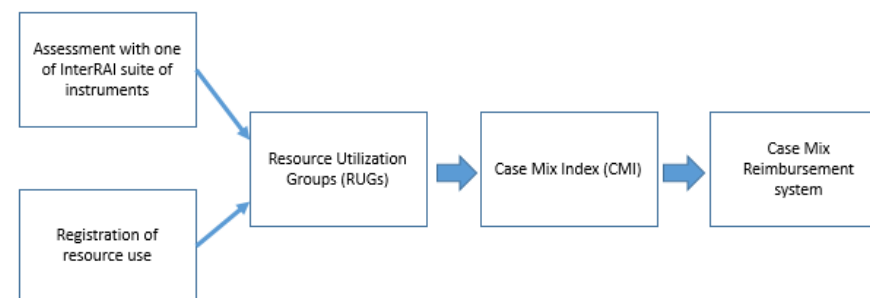 Assessment with one
of InterRAI suite of
instruments
Resource Utilization
Groups (RUGs)
Case Mix Index (CMI)
Case Mix
Reimbursement
system
Registration of
resource use